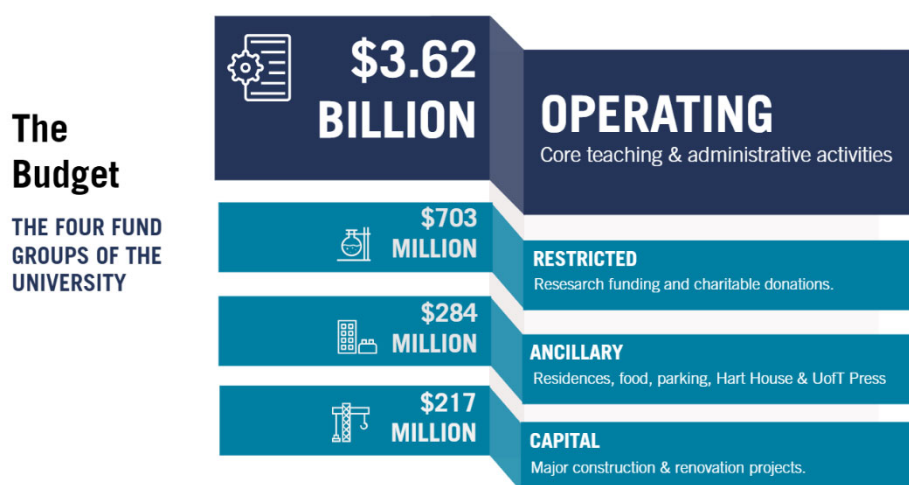 The
Budget
THE FOUR FUND
GROUPS OF THE
UNIVERSITY
$3.62
BILLION
OPERATING
Core teaching & administrative activities
$703
MILLION
RESTRICTED
Resesarch funding and charitable donations.
$284
MILLION
ANCILLARY
Residences, food, parking, Hart House & UofT Press
$217
MILLION
CAPITAL
Major construction & renovation projects.